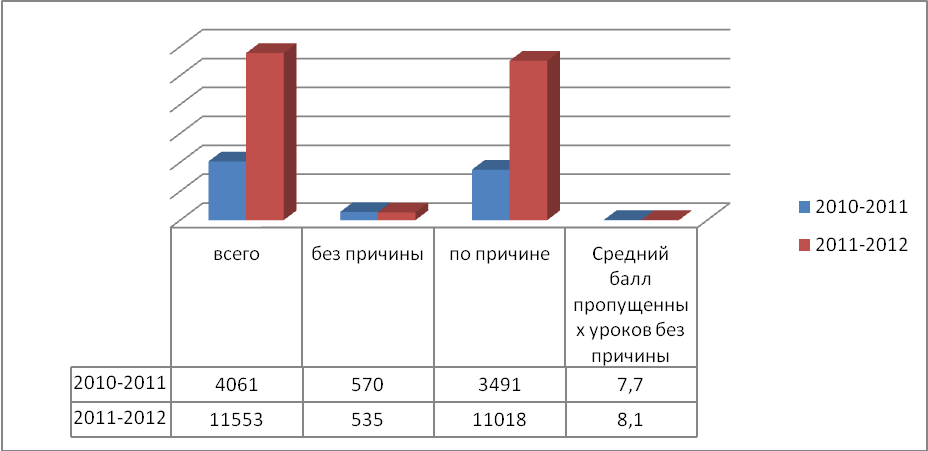 всего без причины по причине Средний
балл
пропущенны
х уроков без
причины
2010-2011 4061 570 3491 7,7
2011-2012 11553 535 11018 8,1
2010-2011
2011-2012